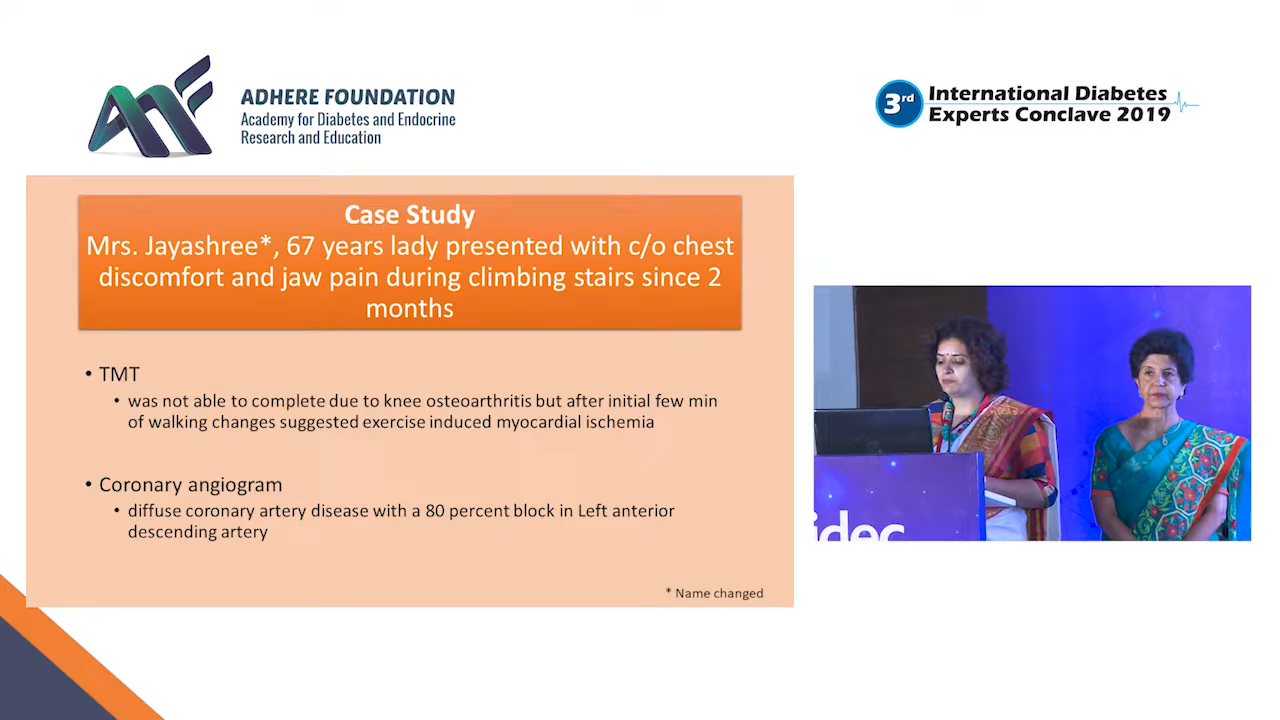 ADHERE FOUNDATION
Academy for Diabetes and Endocrine
Research and Education
3rd International Diabetes
Experts Conclave 2019
Case Study
Mrs. Jayashree*, 67 years lady presented with c/o chest
discomfort and jaw pain during climbing stairs since 2
months
• TMT
• was not able to complete due to knee osteoarthritis but after initial few min
of walking changes suggested exercise induced myocardial ischemia
• Coronary angiogram
• diffuse coronary artery disease with a 80 percent block in Left anterior
descending artery
* Name changed
idec